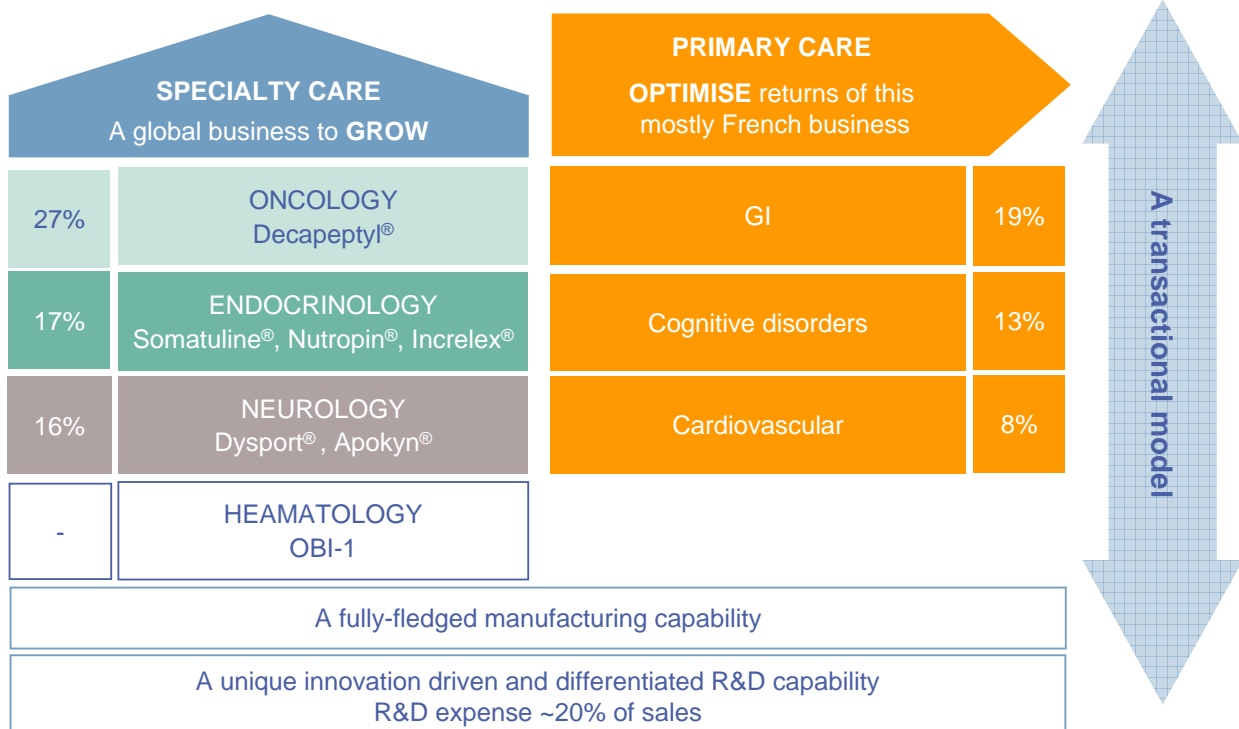 SPECIALTY CARE
A global business to GROW
PRIMARY CARE
OPTIMISE returns of this
mostly French business
27%
ONCOLOGY
Decapeptyl®
GI
19%
17%
ENDOCRINOLOGY
Somatuline®, Nutropin®, Increlex®
Cognitive disorders
13%
16%
NEUROLOGY
Dysport® , Apokyn®
Cardiovascular
8%
-
HEAMATOLOGY
OBI-1
A fully-fledged manufacturing capability
A unique innovation driven and differentiated R&D capability
R&D expense ~20% of sales
A transactional model